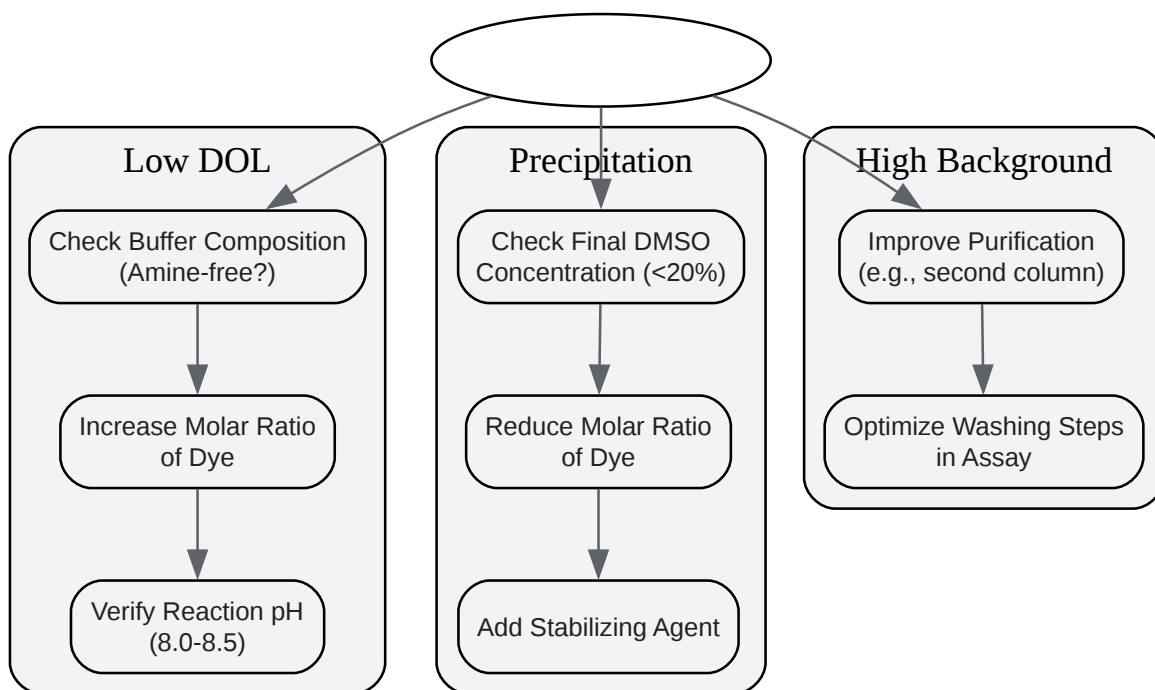 Low DOL
Check Buffer Composition
(Amine-free?)
Increase Molar Ratio
of Dye
Verify Reaction pH
(8.0-8.5)
Precipitation
Check Final DMSO
Concentration (<20%)
Reduce Molar Ratio
of Dye
Add Stabilizing Agent
High Background
Improve Purification
(e.g., second column)
Optimize Washing Steps
in Assay